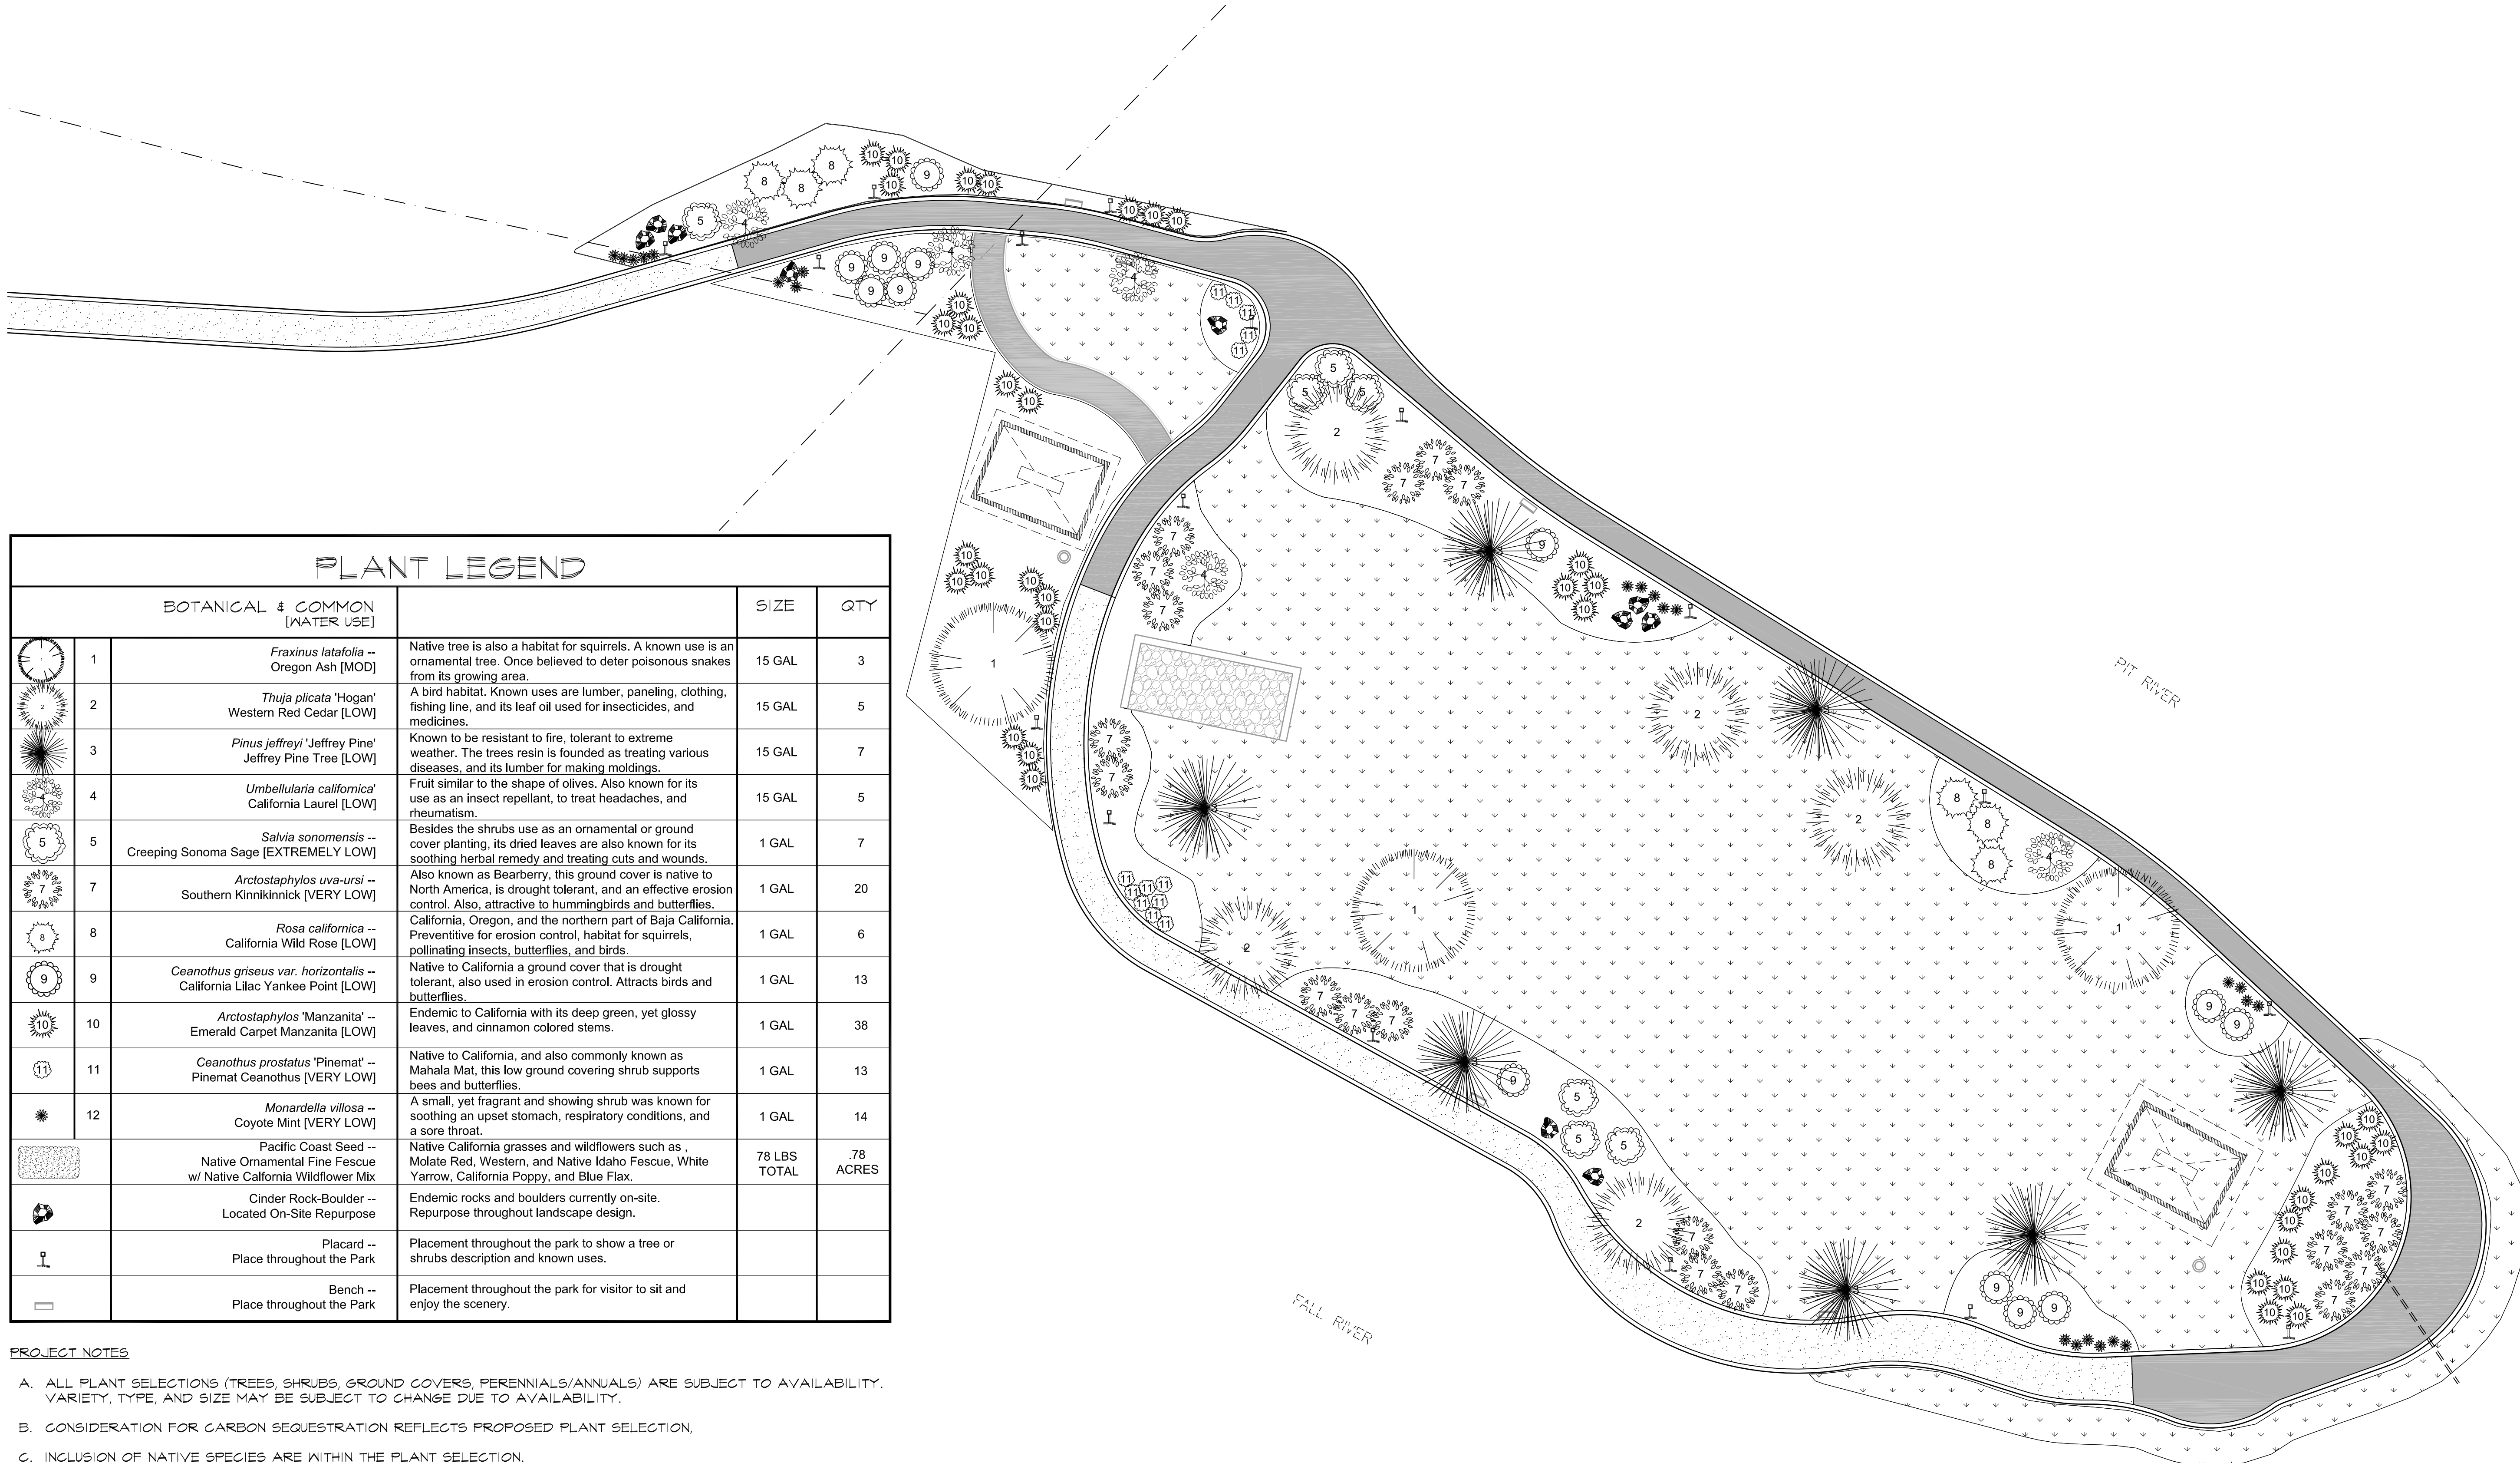 PIT RIVER
FALL RIVER
PLANT LEGEND
BOTANICAL & COMMON
[WATER USE]
SIZE
QTY
1
Fraxinus latafolia --
Oregon Ash [MOD]
Native tree is also a habitat for squirrels. A known use is an
ornamental tree. Once believed to deter poisonous snakes
from its growing area.
15 GAL
3
2
Thuja plicata 'Hogan'
Western Red Cedar [LOW]
A bird habitat. Known uses are lumber, paneling, clothing,
fishing line, and its leaf oil used for insecticides, and
medicines.
15 GAL
5
3
Pinus jeffreyi 'Jeffrey Pine'
Jeffrey Pine Tree [LOW]
Known to be resistant to fire, tolerant to extreme
weather. The trees resin is founded as treating various
diseases, and its lumber for making moldings.
15 GAL
7
4
Umbellularia californica'
California Laurel [LOW]
Fruit similar to the shape of olives. Also known for its
use as an insect repellant, to treat headaches, and
rheumatism.
15 GAL
5
5
Salvia sonomensis --
Creeping Sonoma Sage [EXTREMELY LOW]
Besides the shrubs use as an ornamental or ground
cover planting, its dried leaves are also known for its
soothing herbal remedy and treating cuts and wounds.
1 GAL
7
7
Arctostaphylos uva-ursi --
Southern Kinnikinnick [VERY LOW]
Also known as Bearberry, this ground cover is native to
North America, is drought tolerant, and an effective erosion
control. Also, attractive to hummingbirds and butterflies.
1 GAL
20
8
Rosa californica --
California Wild Rose [LOW]
California, Oregon, and the northern part of Baja California.
Preventitive for erosion control, habitat for squirrels,
pollinating insects, butterflies, and birds.
1 GAL
6
9
Ceanothus griseus var. horizontalis --
California Lilac Yankee Point [LOW]
Native to California a ground cover that is drought
tolerant, also used in erosion control. Attracts birds and
butterflies.
1 GAL
13
10
Arctostaphylos 'Manzanita' --
Emerald Carpet Manzanita [LOW]
Endemic to California with its deep green, yet glossy
leaves, and cinnamon colored stems.
1 GAL
38
11
Ceanothus prostatus 'Pinemat' --
Pinemat Ceanothus [VERY LOW]
Native to California, and also commonly known as
Mahala Mat, this low ground covering shrub supports
bees and butterflies.
1 GAL
13
12
Monardella villosa --
Coyote Mint [VERY LOW]
A small, yet fragrant and showing shrub was known for
soothing an upset stomach, respiratory conditions, and
a sore throat.
1 GAL
14
Pacific Coast Seed --
Native Ornamental Fine Fescue
w/ Native Calfornia Wildflower Mix
Native California grasses and wildflowers such as ,
Molate Red, Western, and Native Idaho Fescue, White
Yarrow, California Poppy, and Blue Flax.
78 LBS
TOTAL
.78
ACRES
Cinder Rock-Boulder --
Located On-Site Repurpose
Endemic rocks and boulders currently on-site.
Repurpose throughout landscape design.
Placard --
Place throughout the Park
Placement throughout the park to show a tree or
shrubs description and known uses.
Bench --
Place throughout the Park
Placement throughout the park for visitor to sit and
enjoy the scenery.
PROJECT NOTES
A. ALL PLANT SELECTIONS (TREES, SHRUBS, GROUND COVERS, PERENNIALS/ANNUALS) ARE SUBJECT TO AVAILABILITY.
VARIETY, TYPE, AND SIZE MAY BE SUBJECT TO CHANGE DUE TO AVAILABILITY.
B. CONSIDERATION FOR CARBON SEQUESTRATION REFLECTS PROPOSED PLANT SELECTION,
C. INCLUSION OF NATIVE SPECIES ARE WITHIN THE PLANT SELECTION.